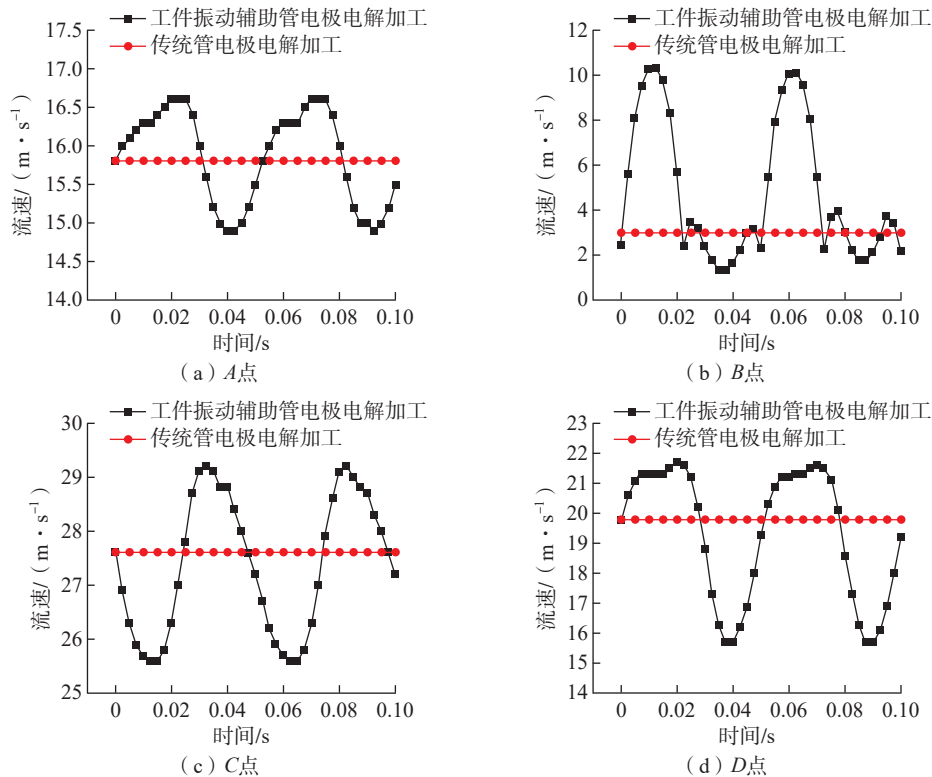 工件振动辅助管电极电解加工
传统管电极电解加工
17.5
17.0
16.5
16.0
15.5
15.0
14.5
14.0
流速/（m·s⁻¹）
0 0.02 0.04 0.06 0.08 0.10
时间/s
（a）A点
工件振动辅助管电极电解加工
传统管电极电解加工
12
10
8
6
4
2
0
流速/（m·s⁻¹）
0 0.02 0.04 0.06 0.08 0.10
时间/s
（b）B点
工件振动辅助管电极电解加工
传统管电极电解加工
30
29
28
27
26
25
流速/（m·s⁻¹）
0 0.02 0.04 0.06 0.08 0.10
时间/s
（c）C点
工件振动辅助管电极电解加工
传统管电极电解加工
23
22
21
20
19
18
17
16
15
14
流速/（m·s⁻¹）
0 0.02 0.04 0.06 0.08 0.10
时间/s
（d）D点